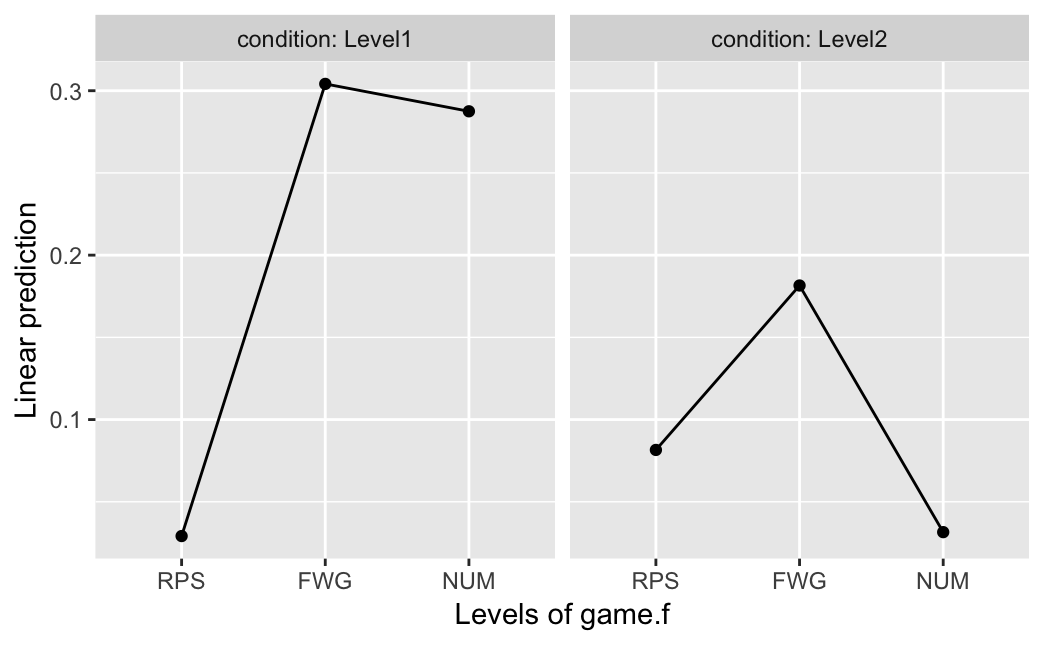 condition: Level1
condition: Level2
Linear prediction
0.3
0.2
0.1
RPS FWG NUM
RPS FWG NUM
Levels of game.f